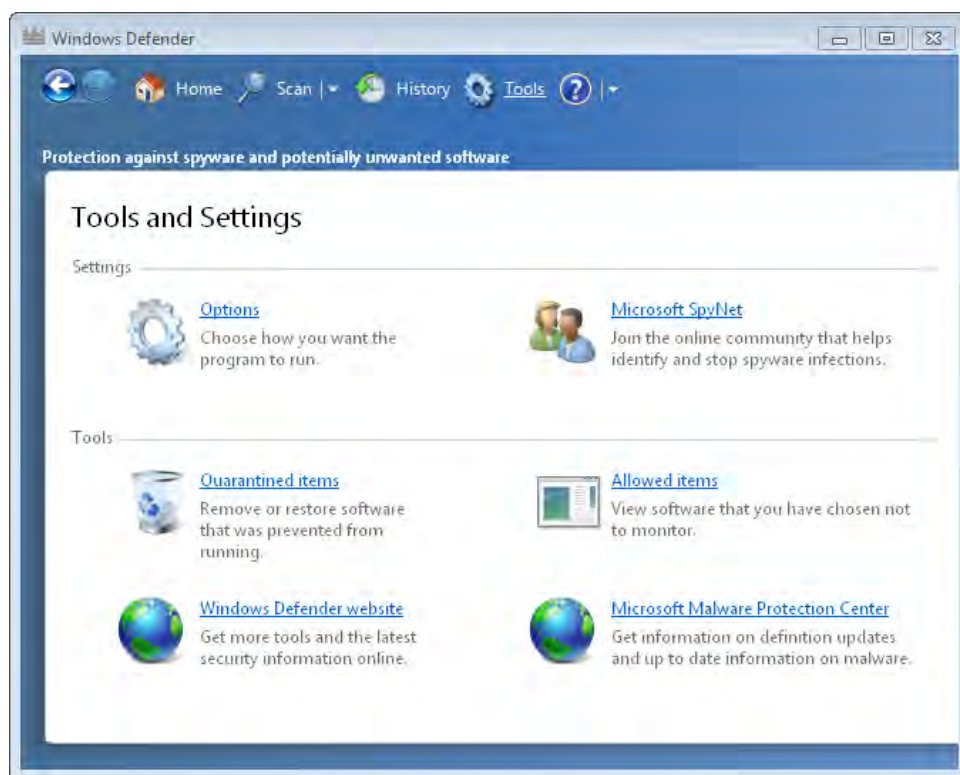 Windows Defender
Home Scan History Tools ?
Protection against spyware and potentially unwanted software
Tools and Settings
Settings
Options
Choose how you want the
program to run.
Microsoft SpyNet
Join the online community that helps
identify and stop spyware infections.
Tools
Quarantined items
Remove or restore software
that was prevented from
running.
Allowed items
View software that you have chosen not
to monitor.
Windows Defender website
Get more tools and the latest
security information online.
Microsoft Malware Protection Center
Get information on definition updates
and up to date information on malware.